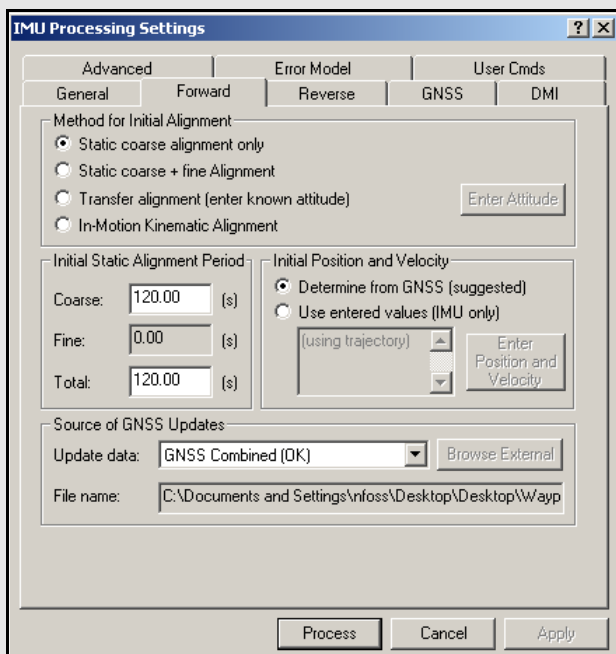 IMU Processing Settings
Advanced Error Model User Cmds
General Forward Reverse GNSS DMI
Method for Initial Alignment
Static coarse alignment only
Static coarse + fine Alignment
Transfer alignment (enter known attitude) Enter Attitude
In-Motion Kinematic Alignment
Initial Static Alignment Period
Coarse: 120.00 (s)
Fine: 0.00 (s)
Total: 120.00 (s)
Initial Position and Velocity
Determine from GNSS (suggested)
Use entered values (IMU only)
(using trajectory)
Enter
Position and
Velocity
Source of GNSS Updates
Update data: GNSS Combined (OK) Browse External
File name: C:\Documents and Settings\nfoss\Desktop\Desktop\Wayp
Process Cancel Apply